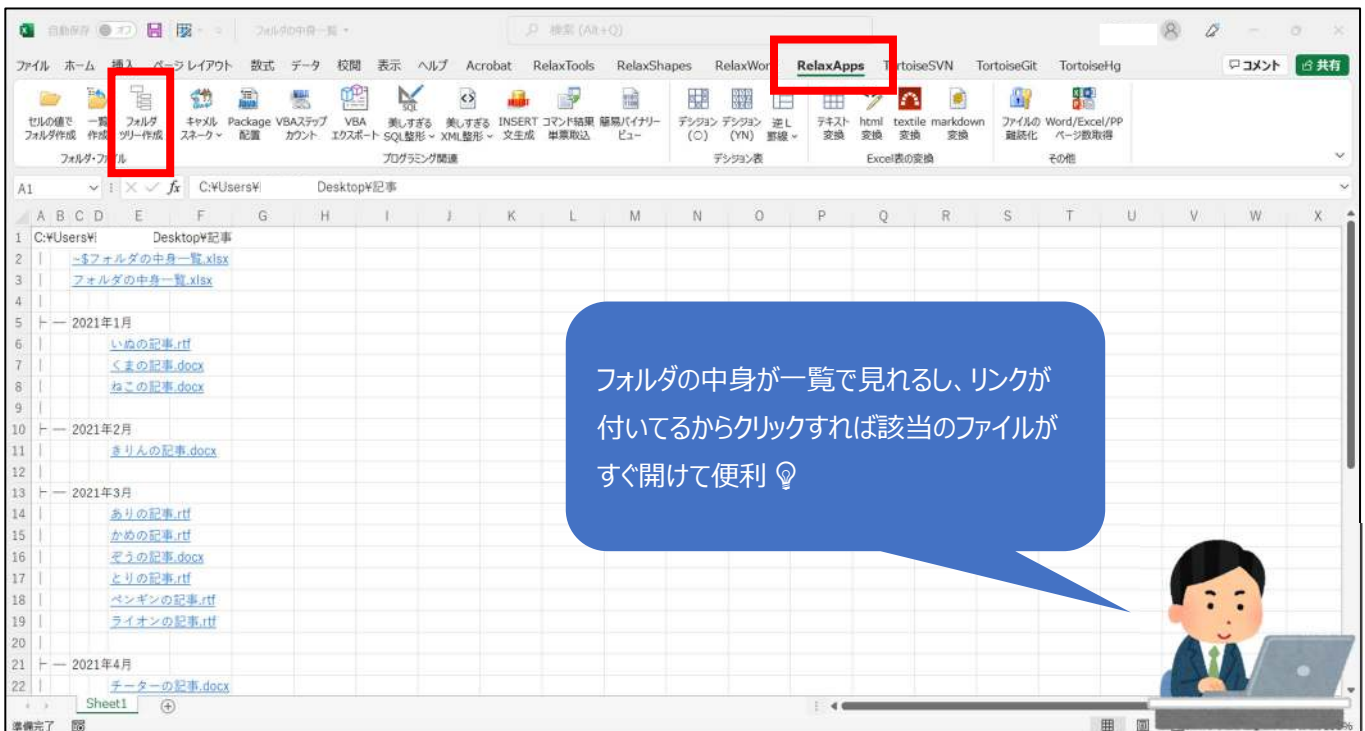 自動保存 オフ フォルダの中身一覧 検索 (Alt+Q)
ファイル ホーム 挿入 ページ レイアウト 数式 データ 校閲 表示 ヘルプ Acrobat RelaxTools RelaxShapes RelaxWor RelaxApps TortoiseSVN TortoiseGit TortoiseHg コメント 共有
セルの値で フォルダ作成 一覧 作成 フォルダ ツリー作成 キャメル スネーク Package 配置 VBAステップ カウント VBA エクスポート 美しすぎる SQL整形 美しすぎる XML整形 INSERT 文生成 コマンド結果 単票取込 簡易バイナリー ビュー デシジョン (〇) デシジョン (YN) 逆L 罫線 テキスト 変換 html 変換 textile 変換 markdown 変換 ファイルの 難読化 Word/Excel/PP ページ数取得
フォルダ・ファイル プログラミング関連 デシジョン表 Excel表の変換 その他
A1 fx C:¥Users¥ Desktop¥記事
A B C D E F G H I J K L M N O P Q R S T U V W X
1 C:¥Users¥ Desktop¥記事
2 | ~$フォルダの中身一覧.xlsx
3 | フォルダの中身一覧.xlsx
4 |
5 ├ ― 2021年1月
6 | いぬの記事.rtf
7 | くまの記事.docx
8 | ねこの記事.docx
9 |
10 ├ ― 2021年2月
11 | きりんの記事.docx
12 |
13 ├ ― 2021年3月
14 | ありの記事.rtf
15 | かめの記事.rtf
16 | ぞうの記事.docx
17 | とりの記事.rtf
18 | ペンギンの記事.rtf
19 | ライオンの記事.rtf
20 |
21 ├ ― 2021年4月
22 | チーターの記事.docx
フォルダの中身が一覧で見れるし、リンクが
付いてるからクリックすれば該当のファイルが
すぐ開けて便利💡
Sheet1
準備完了